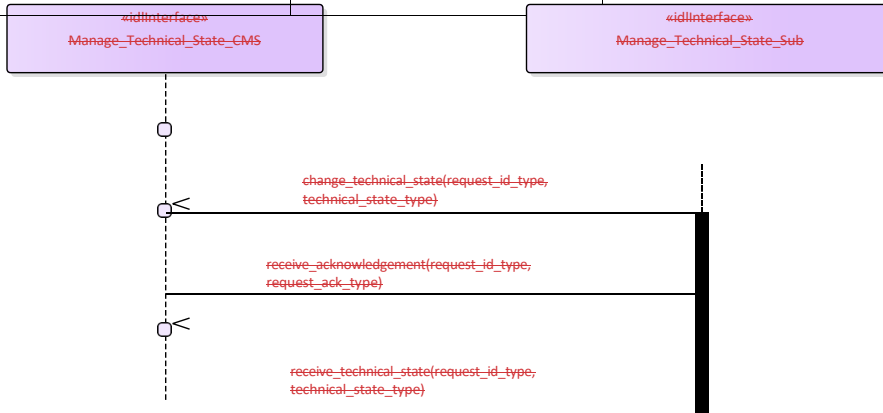 «idlInterface»
Manage_Technical_State_CMS
«idlInterface»
Manage_Technical_State_Sub
change_technical_state(request_id_type,
technical_state_type)
receive_acknowledgement(request_id_type,
request_ack_type)
receive_technical_state(request_id_type,
technical_state_type)